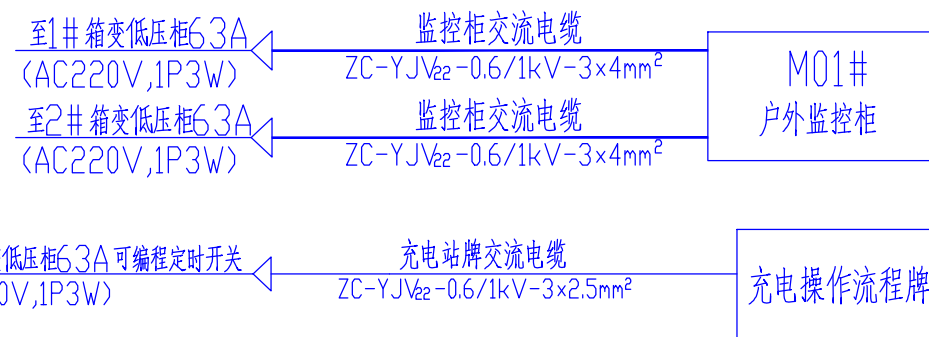 至1#箱变低压柜63A
监控柜交流电缆
(AC220V,1P3W)
ZC-YJV22-0.6/1kV-3×4mm²
M01#
户外监控柜
至2#箱变低压柜63A
监控柜交流电缆
(AC220V,1P3W)
ZC-YJV22-0.6/1kV-3×4mm²
低压柜63A可编程定时开关
充电站牌交流电缆
0V,1P3W)
ZC-YJV22-0.6/1kV-3×2.5mm²
充电操作流程牌